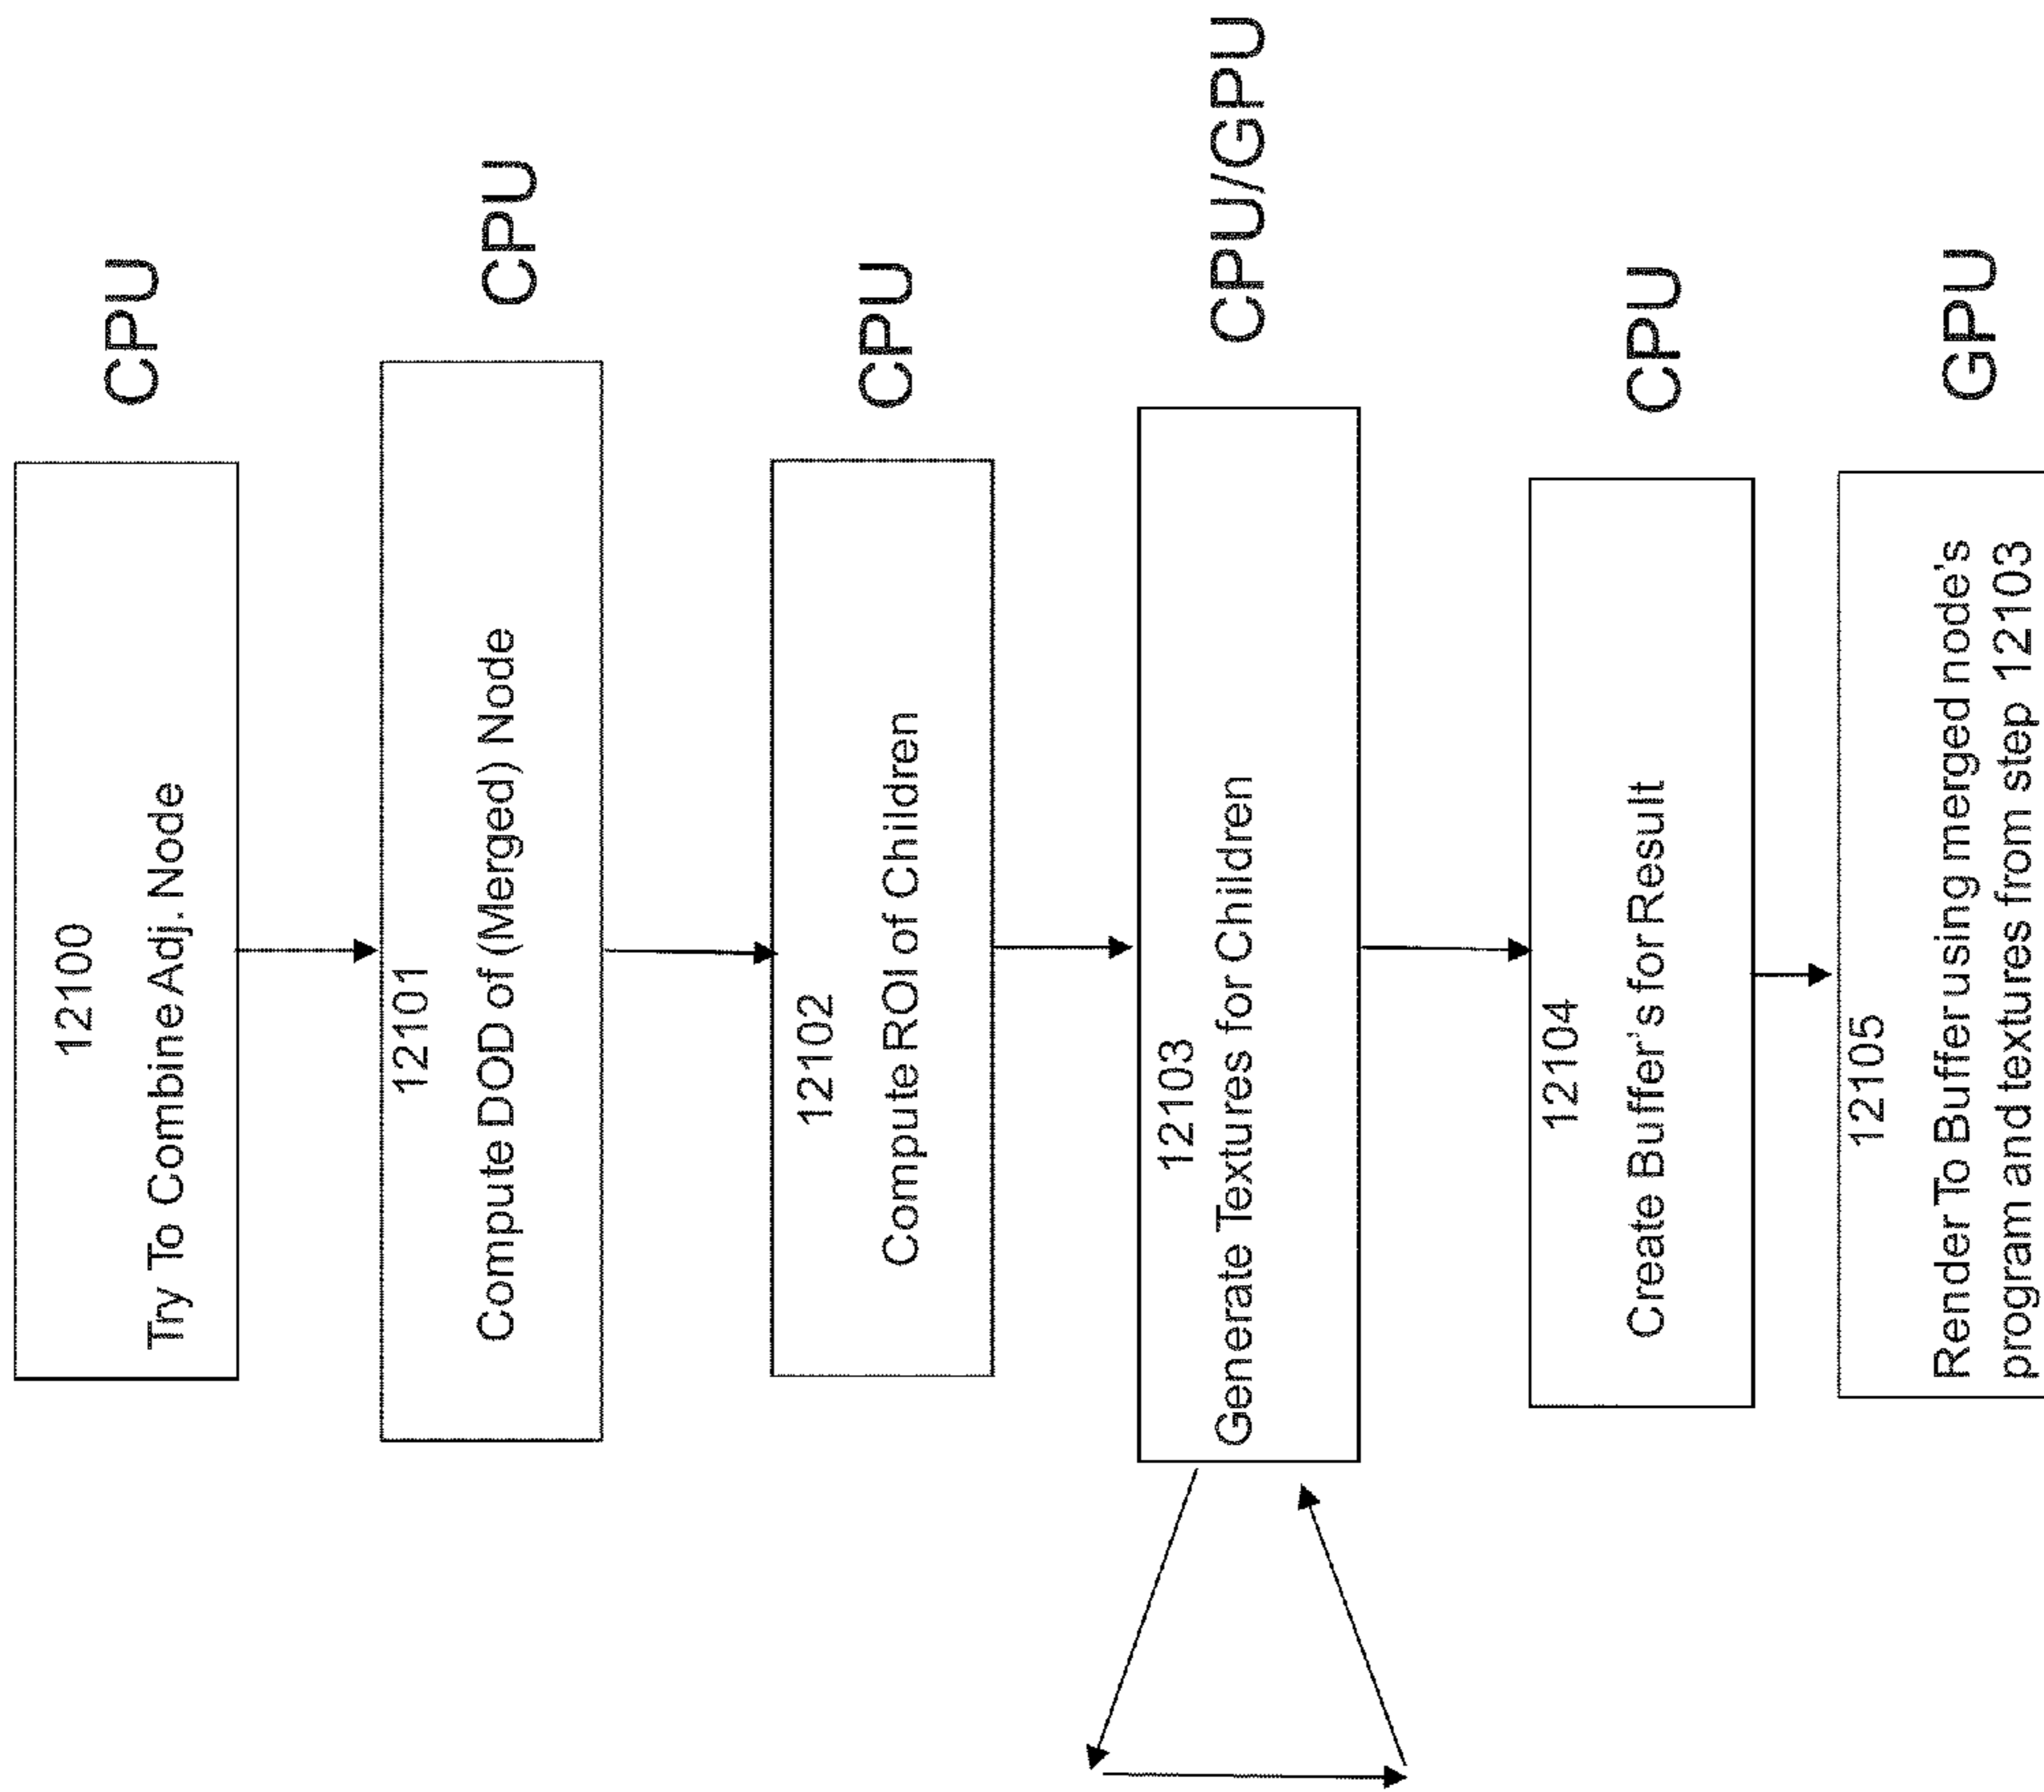 12100
Try To Combine Adj. Node
CPU
12101
Compute DOD of (Merged) Node
CPU
12102
Compute ROI of Children
CPU
12103
Generate Textures for Children
CPU/GPU
12104
Create Buffer's for Result
CPU
12105
Render To Buffer using merged node's
program and textures from step 12103
GPU